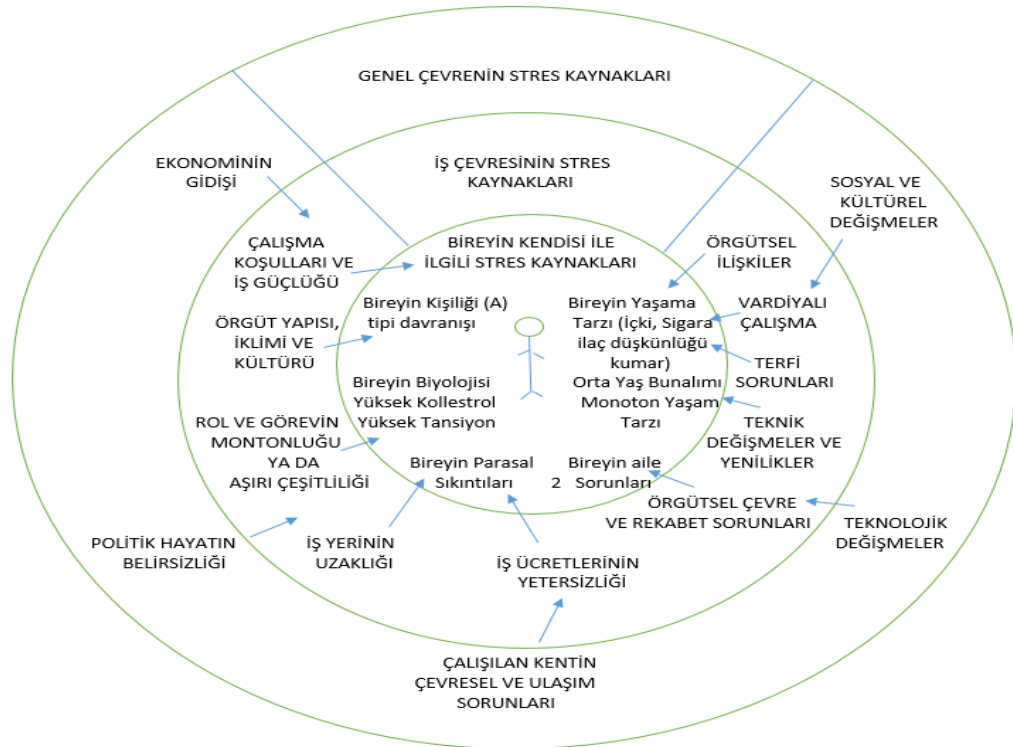 GENEL ÇEVRENİN STRES KAYNAKLARI
EKONOMİNİN
GİDİŞİ
İŞ ÇEVRESİNİN STRES
KAYNAKLARI
SOSYAL VE
KÜLTÜREL
DEĞİŞMELER
ÇALIŞMA
KOŞULLARI VE
İŞ GÜÇLÜĞÜ
BİREYİN KENDİSİ İLE
İLGİLİ STRES KAYNAKLARI
ÖRGÜTSEL
İLİŞKİLER
Bireyin Kişiliği (A)
tipi davranışı
Bireyin Yaşama
Tarzı (İçki, Sigara
ilaç düşkünlüğü
kumar)
Orta Yaş Bunalımı
Monoton Yaşam
Tarzı
VARDİYALI
ÇALIŞMA
ÖRGÜT YAPISI,
İKLİMİ VE
KÜLTÜRÜ
TERFİ
SORUNLARI
Bireyin Biyolojisi
Yüksek Kollestrol
Yüksek Tansiyon
ROL VE GÖREVİN
MONTONLUĞU
YA DA
AŞIRI ÇEŞİTLİLİĞİ
TEKNİK
DEĞİŞMELER VE
YENİLİKLER
Bireyin Parasal
Sıkıntıları
Bireyin aile
2 Sorunları
ÖRGÜTSEL ÇEVRE
VE REKABET SORUNLARI
TEKNOLOJİK
DEĞİŞMELER
POLİTİK HAYATIN
BELİRSİZLİĞİ
İŞ YERİNİN
UZAKLIĞI
İŞ ÜCRETLERİNİN
YETERSİZLİĞİ
ÇALIŞILAN KENTİN
ÇEVRESEL VE ULAŞIM
SORUNLARI